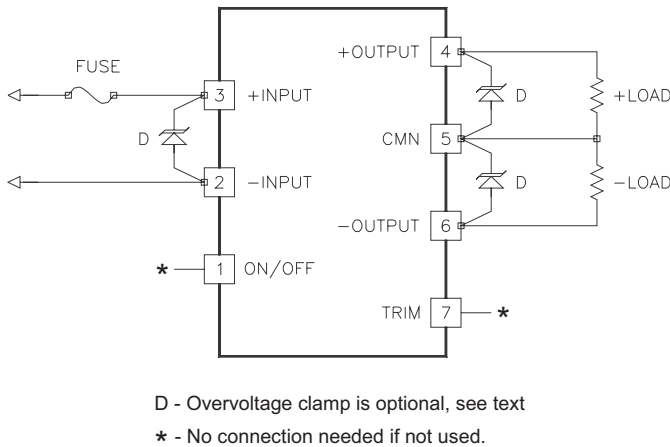 FUSE
+OUTPUT 4
3 +INPUT
D
+LOAD
D
CMN 5
2 -INPUT
D
-LOAD
-OUTPUT 6
* 1 ON/OFF
TRIM 7 *
D - Overvoltage clamp is optional, see text
* - No connection needed if not used.